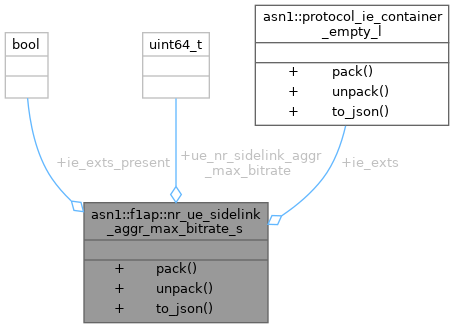 bool
uint64_t
asn1::protocol_ie_container
_empty_l
+ pack()
+ unpack()
+ to_json()
+ie_exts_present
+ue_nr_sidelink_aggr
_max_bitrate
+ie_exts
asn1::f1ap::nr_ue_sidelink
_aggr_max_bitrate_s
+ pack()
+ unpack()
+ to_json()